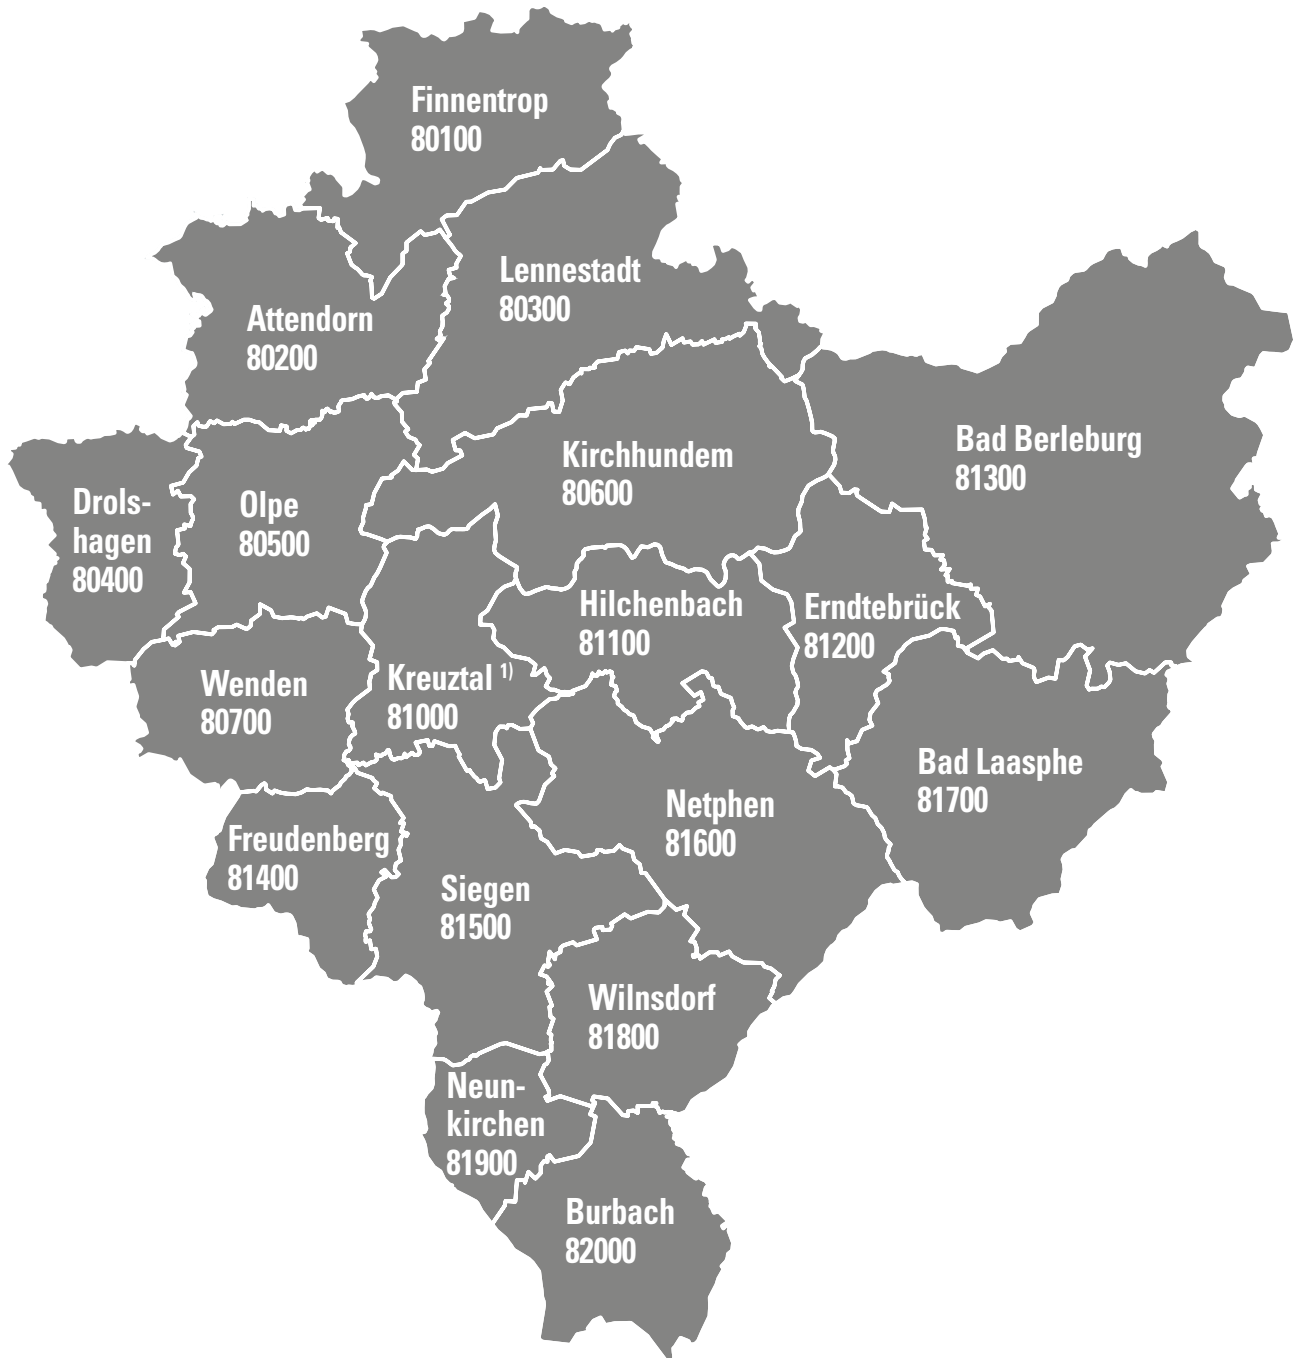 Finnentrop
80100
Lennestadt
80300
Attendorn
80200
Bad Berleburg
81300
Kirchhundem
80600
Drols-
hagen
80400
Olpe
80500
Hilchenbach
81100
Erndtebrück
81200
Wenden
80700
Kreuztal 1)
81000
Bad Laasphe
81700
Netphen
81600
Freudenberg
81400
Siegen
81500
Wilnsdorf
81800
Neun-
kirchen
81900
Burbach
82000